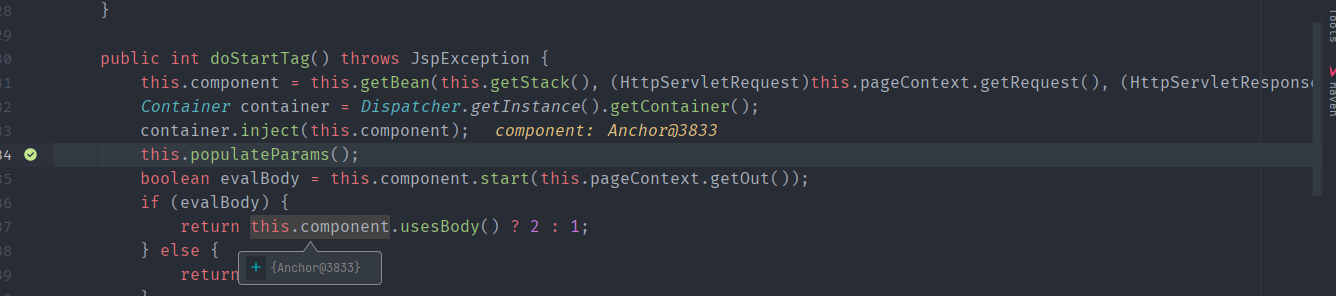 28 }
29
30 public int doStartTag() throws JspException {
31 this.component = this.getBean(this.getStack(), (HttpServletRequest)this.pageContext.getRequest(), (HttpServletResponse
32 Container container = Dispatcher.getInstance().getContainer();
33 container.inject(this.component); component: Anchor@3833
34 this.populateParams();
35 boolean evalBody = this.component.start(this.pageContext.getOut());
36 if (evalBody) {
37 return this.component.usesBody() ? 2 : 1;
38 } else {
+ {Anchor@3833}
39 return
}
Tools
Maven